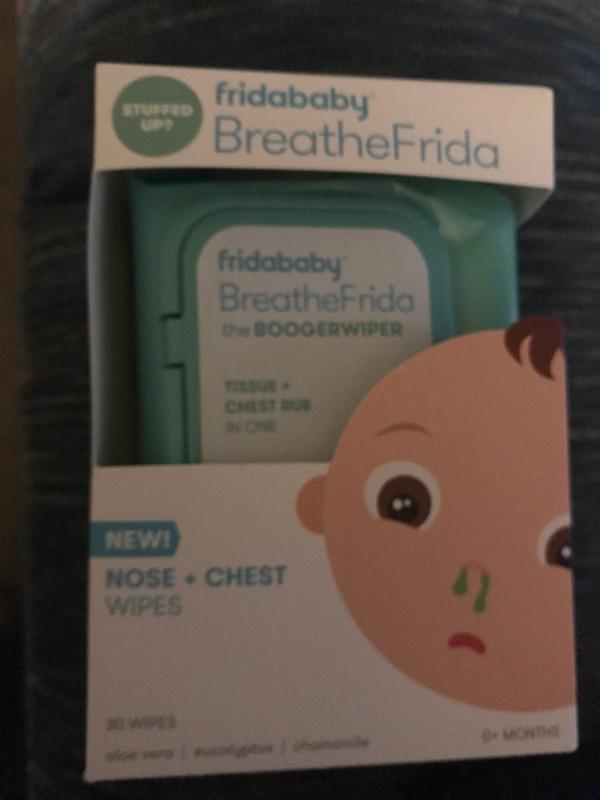 STUFFED
UP?
fridababy
BreatheFrida
fridababy
BreatheFrida
the BOOGERWIPER
TISSUE +
CHEST RUB
IN ONE
NEW!
NOSE + CHEST
WIPES
30 WIPES
aloe vera | eucalyptus | chamomile
0+ MONTHS